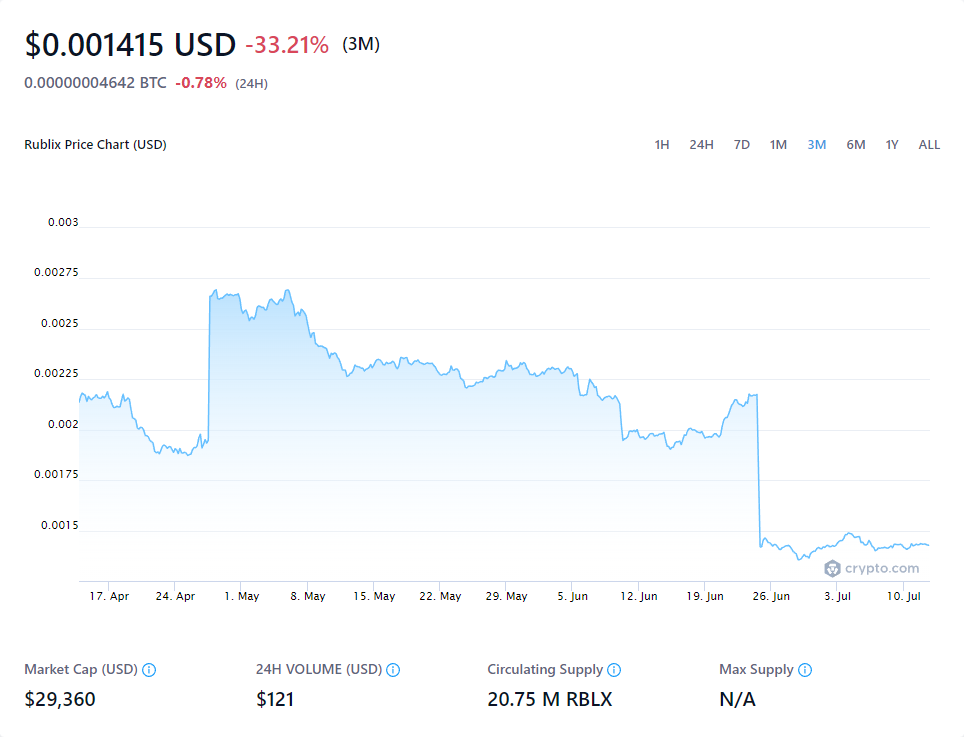 $0.001415 USD -33.21% (3M)
0.00000004642 BTC -0.78% (24H)
Rublix Price Chart (USD) 1H 24H 7D 1M 3M 6M 1Y ALL
0.003
0.00275
0.0025
0.00225
0.002
0.00175
0.0015
crypto.com
17. Apr 24. Apr 1. May 8. May 15. May 22. May 29. May 5. Jun 12. Jun 19. Jun 26. Jun 3. Jul 10. Jul
Market Cap (USD) 24H VOLUME (USD) Circulating Supply Max Supply
$29,360 $121 20.75 M RBLX N/A